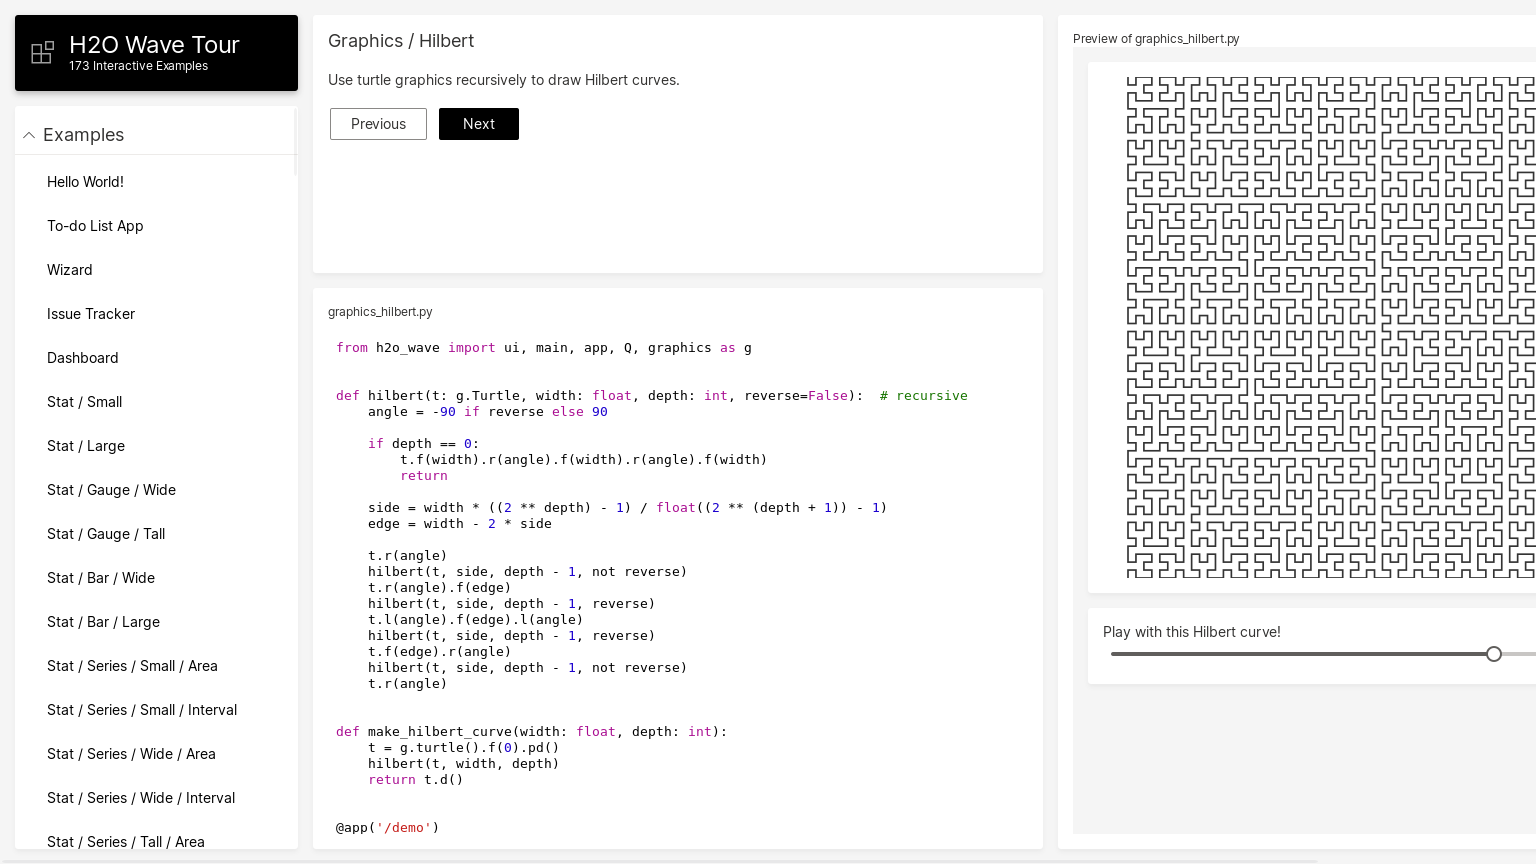 H2O Wave Tour
173 Interactive Examples
Examples
Hello World!
To-do List App
Wizard
Issue Tracker
Dashboard
Stat / Small
Stat / Large
Stat / Gauge / Wide
Stat / Gauge / Tall
Stat / Bar / Wide
Stat / Bar / Large
Stat / Series / Small / Area
Stat / Series / Small / Interval
Stat / Series / Wide / Area
Stat / Series / Wide / Interval
Stat / Series / Tall / Area
Graphics / Hilbert
Use turtle graphics recursively to draw Hilbert curves.
Previous
Next
graphics_hilbert.py
from h2o_wave import ui, main, app, Q, graphics as g
def hilbert(t: g.Turtle, width: float, depth: int, reverse=False):  # recursive
    angle = -90 if reverse else 90
    if depth == 0:
        t.f(width).r(angle).f(width).r(angle).f(width)
        return
    side = width * ((2 ** depth) - 1) / float((2 ** (depth + 1)) - 1)
    edge = width - 2 * side
    t.r(angle)
    hilbert(t, side, depth - 1, not reverse)
    t.r(angle).f(edge)
    hilbert(t, side, depth - 1, reverse)
    t.l(angle).f(edge).l(angle)
    hilbert(t, side, depth - 1, reverse)
    t.f(edge).r(angle)
    hilbert(t, side, depth - 1, not reverse)
    t.r(angle)
def make_hilbert_curve(width: float, depth: int):
    t = g.turtle().f(0).pd()
    hilbert(t, width, depth)
    return t.d()
@app('/demo')
Preview of graphics_hilbert.py
Play with this Hilbert curve!